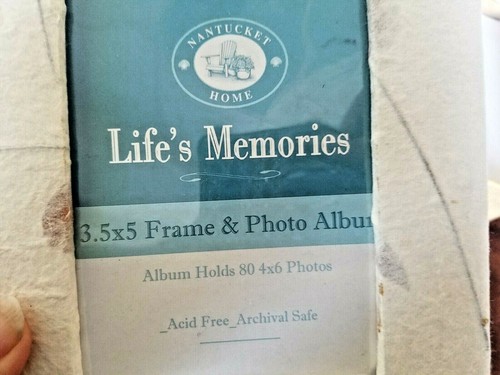 NANTUCKET
HOME
Life's Memories
3.5x5 Frame & Photo Albu
Album Holds 80 4x6 Photos
_Acid Free_Archival Safe